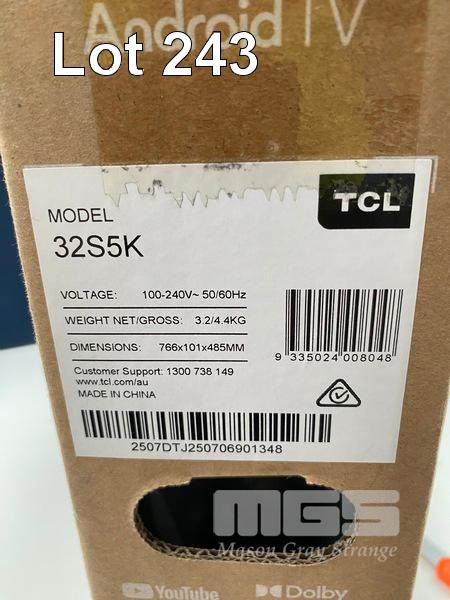 Android TV
Lot 243
TCL
MODEL
32S5K
VOLTAGE: 100-240V~ 50/60Hz
WEIGHT NET/GROSS: 3.2/4.4KG
DIMENSIONS: 766x101x485MM
9 335024 008048
Customer Support: 1300 738 149
www.tcl.com/au
MADE IN CHINA
2507DTJ250706901348
MGS
Mason Gray Strange
YouTube
Dolby